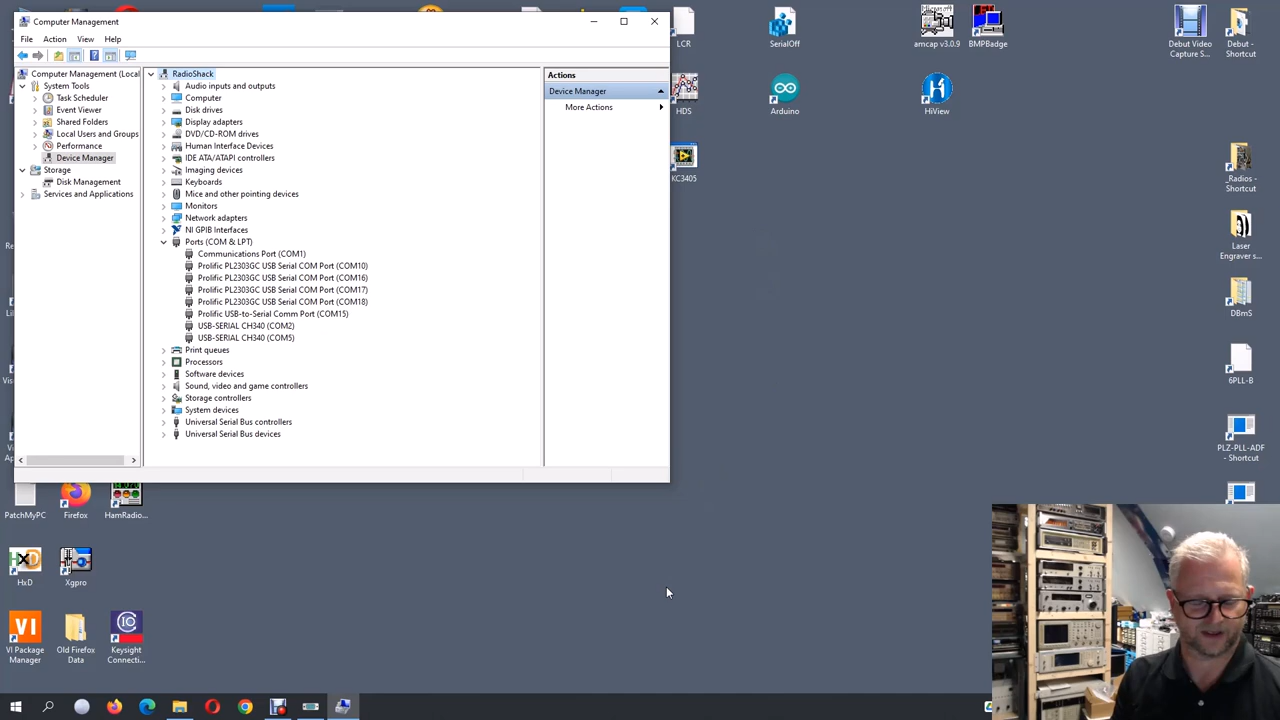 Computer Management
File Action View Help
Computer Management (Local
System Tools
Task Scheduler
Event Viewer
Shared Folders
Local Users and Groups
Performance
Device Manager
Storage
Disk Management
Services and Applications
RadioShack
Audio inputs and outputs
Computer
Disk drives
Display adapters
DVD/CD-ROM drives
Human Interface Devices
IDE ATA/ATAPI controllers
Imaging devices
Keyboards
Mice and other pointing devices
Monitors
Network adapters
NI GPIB Interfaces
Ports (COM & LPT)
Communications Port (COM1)
Prolific PL2303GC USB Serial COM Port (COM10)
Prolific PL2303GC USB Serial COM Port (COM16)
Prolific PL2303GC USB Serial COM Port (COM17)
Prolific PL2303GC USB Serial COM Port (COM18)
Prolific USB-to-Serial Comm Port (COM15)
USB-SERIAL CH340 (COM2)
USB-SERIAL CH340 (COM5)
Print queues
Processors
Software devices
Sound, video and game controllers
Storage controllers
System devices
Universal Serial Bus controllers
Universal Serial Bus devices
Actions
Device Manager
More Actions
LCR
SerialOff
amcap v3.0.9
BMPBadge
Debut Video
Capture S...
Debut -
Shortcut
HDS
Arduino
HiView
KC3405
_Radios -
Shortcut
Laser
Engraver s...
DBmS
6PLL-B
PLZ-PLL-ADF
- Shortcut
PatchMyPC
Firefox
HamRadio...
HxD
Xgpro
VI
VI Package
Manager
Old Firefox
Data
IO
Keysight
Connecti...